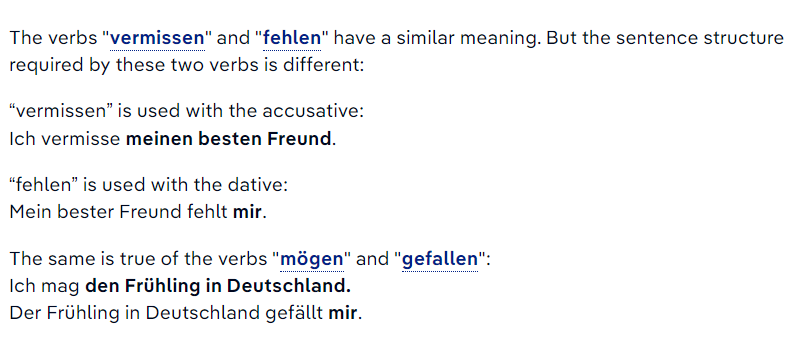 The verbs "vermissen" and "fehlen" have a similar meaning. But the sentence structure
required by these two verbs is different:
“vermissen” is used with the accusative:
Ich vermisse meinen besten Freund.
“fehlen” is used with the dative:
Mein bester Freund fehlt mir.
The same is true of the verbs "mögen" and "gefallen":
Ich mag den Frühling in Deutschland.
Der Frühling in Deutschland gefällt mir.